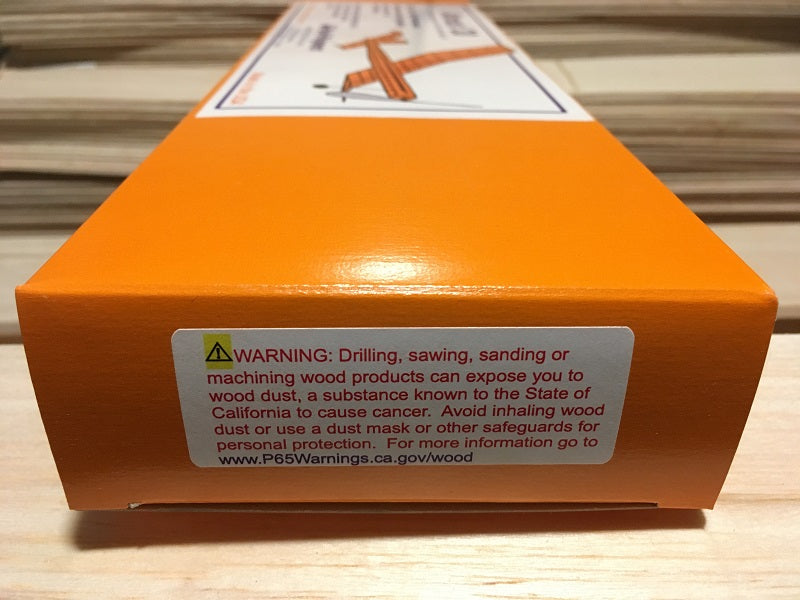 WARNING: Drilling, sawing, sanding or
machining wood products can expose you to
wood dust, a substance known to the State of
California to cause cancer. Avoid inhaling wood
dust or use a dust mask or other safeguards for
personal protection. For more information go to
www.P65Warnings.ca.gov/wood